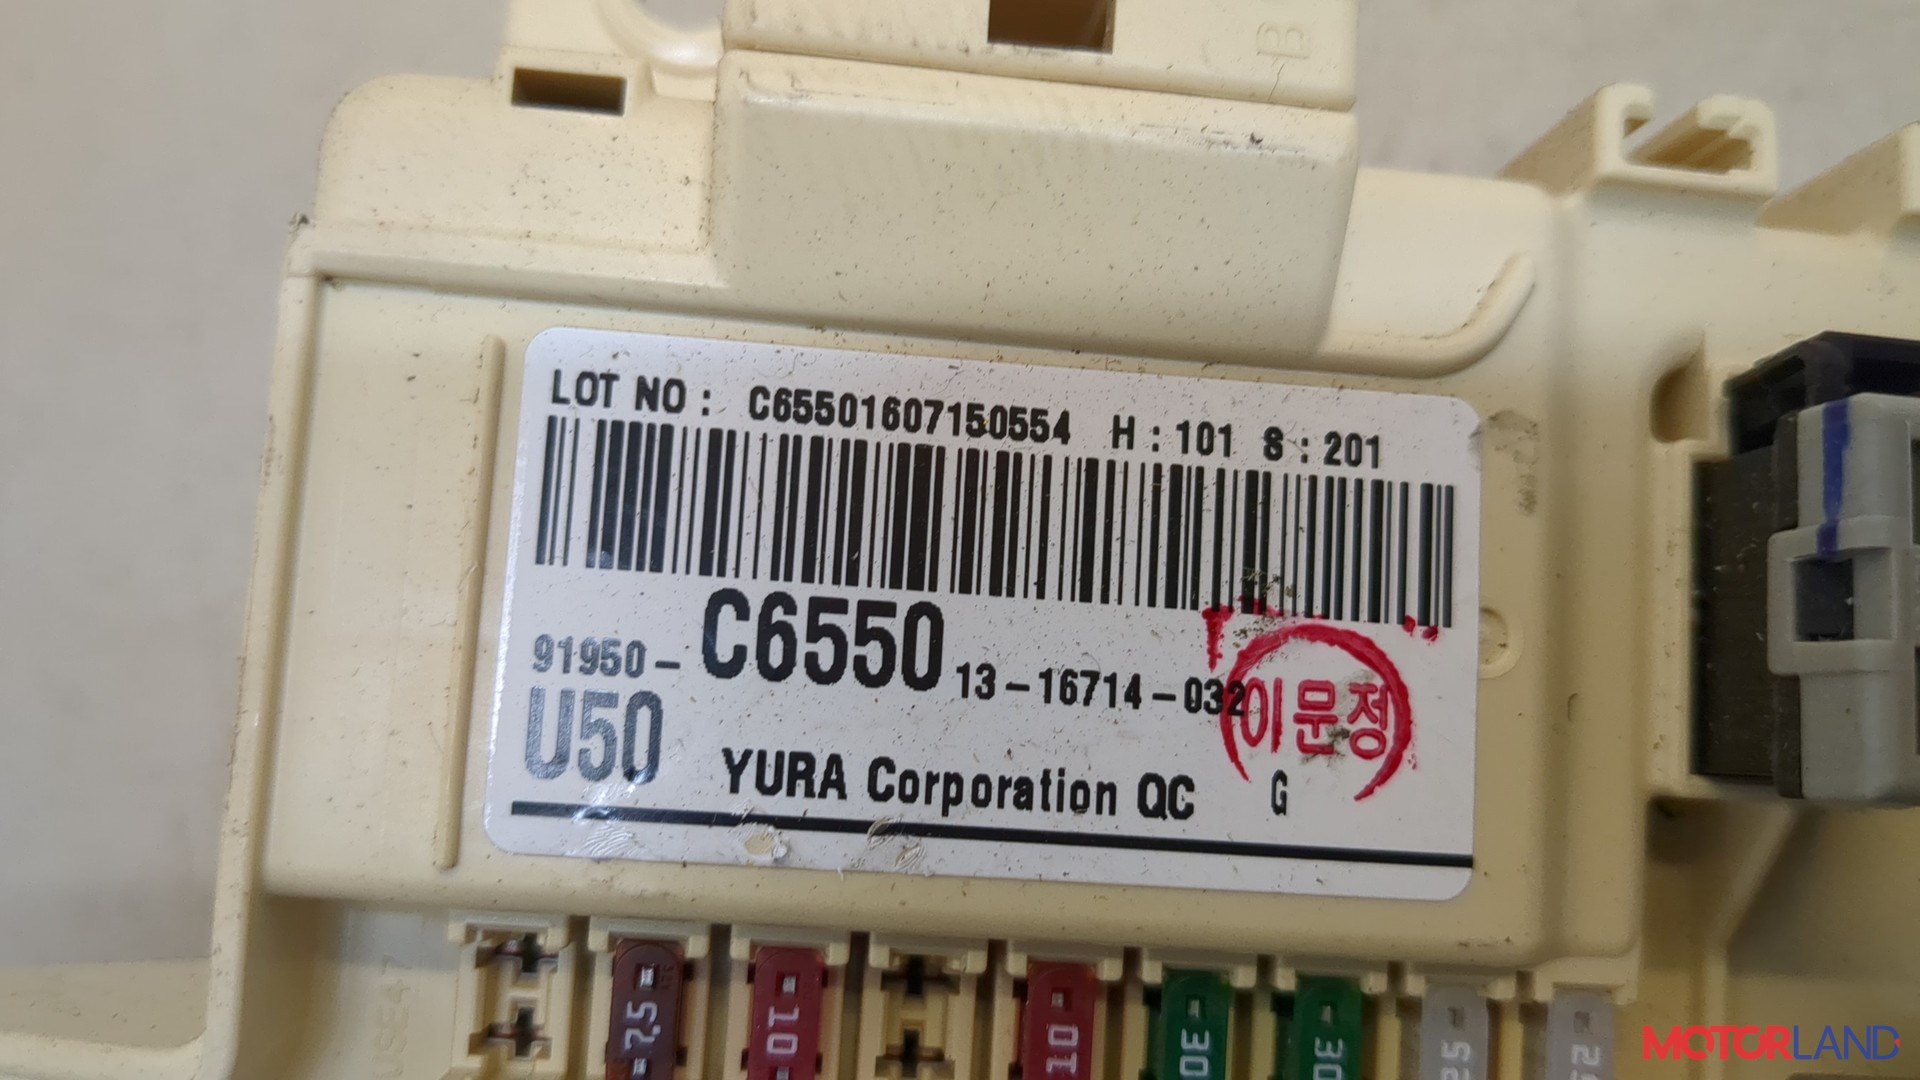 B
LOT NO : C65501607150554 H : 101 S : 201
91950 - C6550 13 - 16714 - 032
이문정
U50 YURA Corporation QC G
7.5 10 10 30 30 25
MOTORLAND